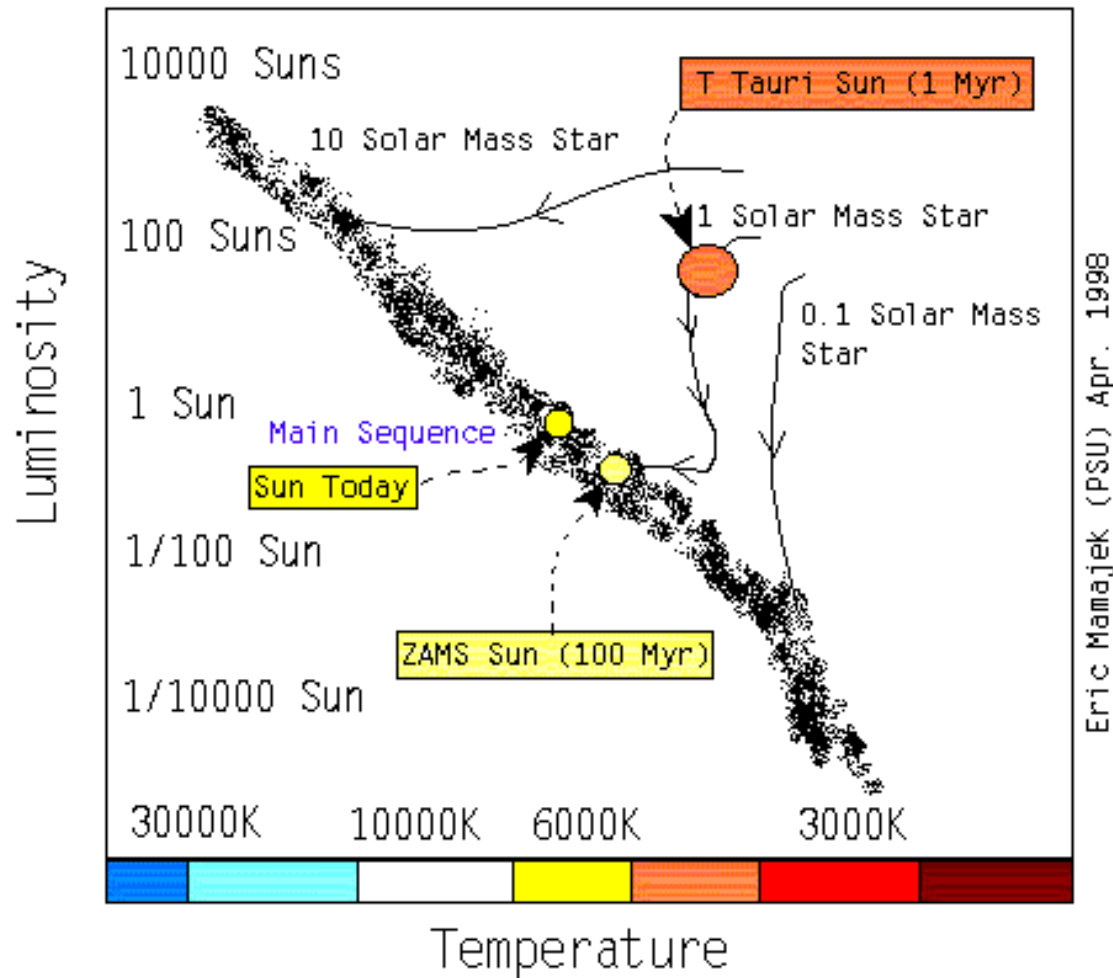 10000 Suns
T Tauri Sun (1 Myr)
10 Solar Mass Star
1 Solar Mass Star
100 Suns
0.1 Solar Mass
Star
1 Sun
Main Sequence
Sun Today
1/100 Sun
ZAMS Sun (100 Myr)
1/10000 Sun
30000K 10000K 6000K 3000K
Temperature
Luminosity
Eric Mamajek (PSU) Apr. 1998